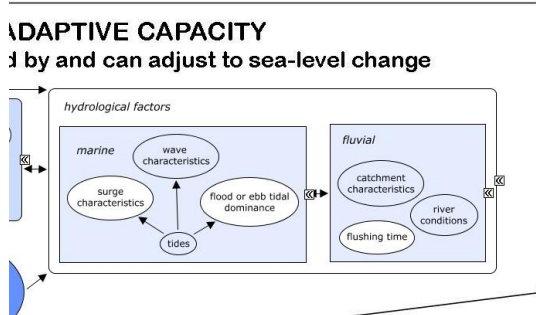 ADAPTIVE CAPACITY
d by and can adjust to sea-level change
hydrological factors
marine
wave
characteristics
surge
characteristics
flood or ebb tidal
dominance
tides
fluvial
catchment
characteristics
river
conditions
flushing time